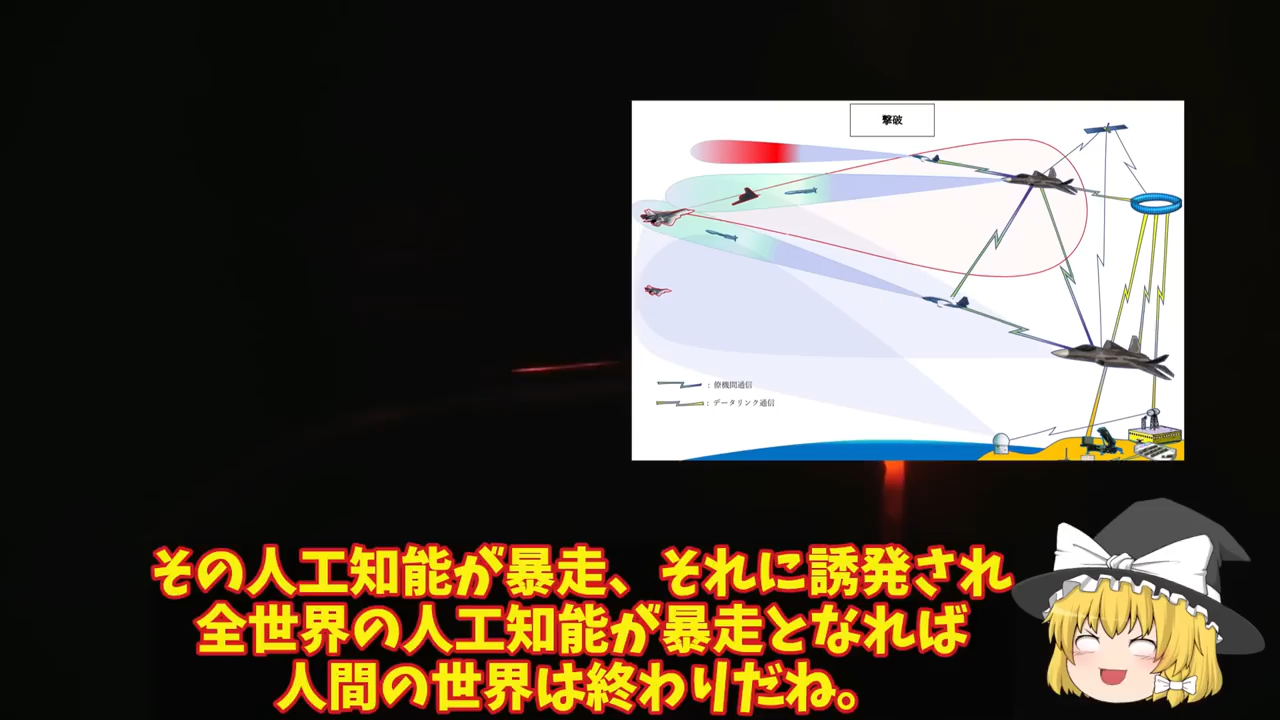 撃破
: 僚機間通信
: データリンク通信
その人工知能が暴走、それに誘発され
全世界の人工知能が暴走となれば
人間の世界は終わりだね。